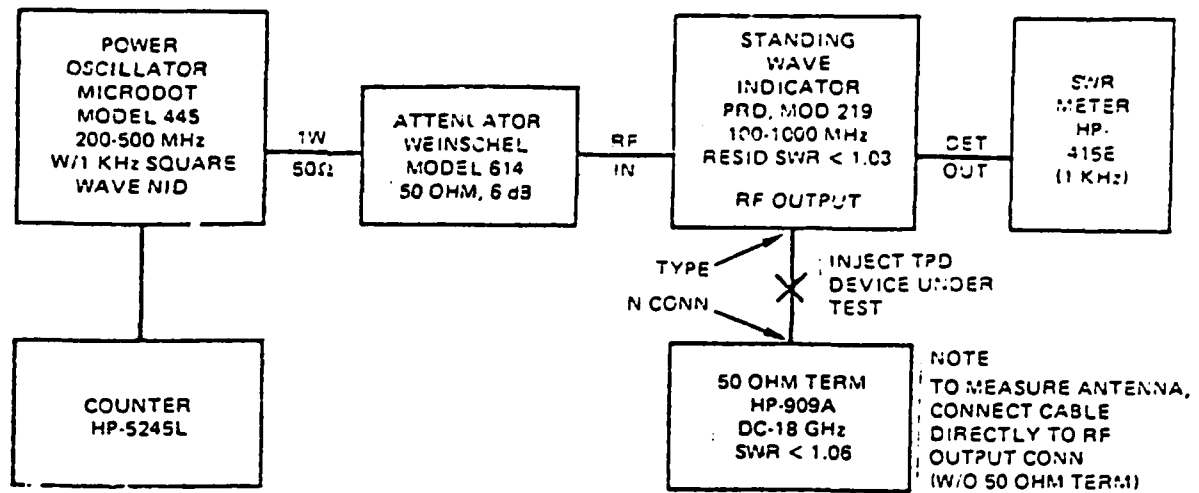 POWER
OSCILLATOR
MICRODOT
MODEL 445
200-500 MHz
W/1 KHz SQUARE
WAVE NID
1W
50Ω
ATTENUATOR
WEINSCHEL
MODEL 614
50 OHM, 6 dB
RF
IN
STANDING
WAVE
INDICATOR
PRD, MOD 219
100-1000 MHz
RESID SWR < 1.03
RF OUTPUT
DET
OUT
SWR
METER
HP-
415E
(1 KHz)
TYPE
N CONN
INJECT TPD
DEVICE UNDER
TEST
COUNTER
HP-5245L
50 OHM TERM
HP-909A
DC-18 GHz
SWR < 1.06
NOTE
TO MEASURE ANTENNA,
CONNECT CABLE
DIRECTLY TO RF
OUTPUT CONN
(W/O 50 OHM TERM)